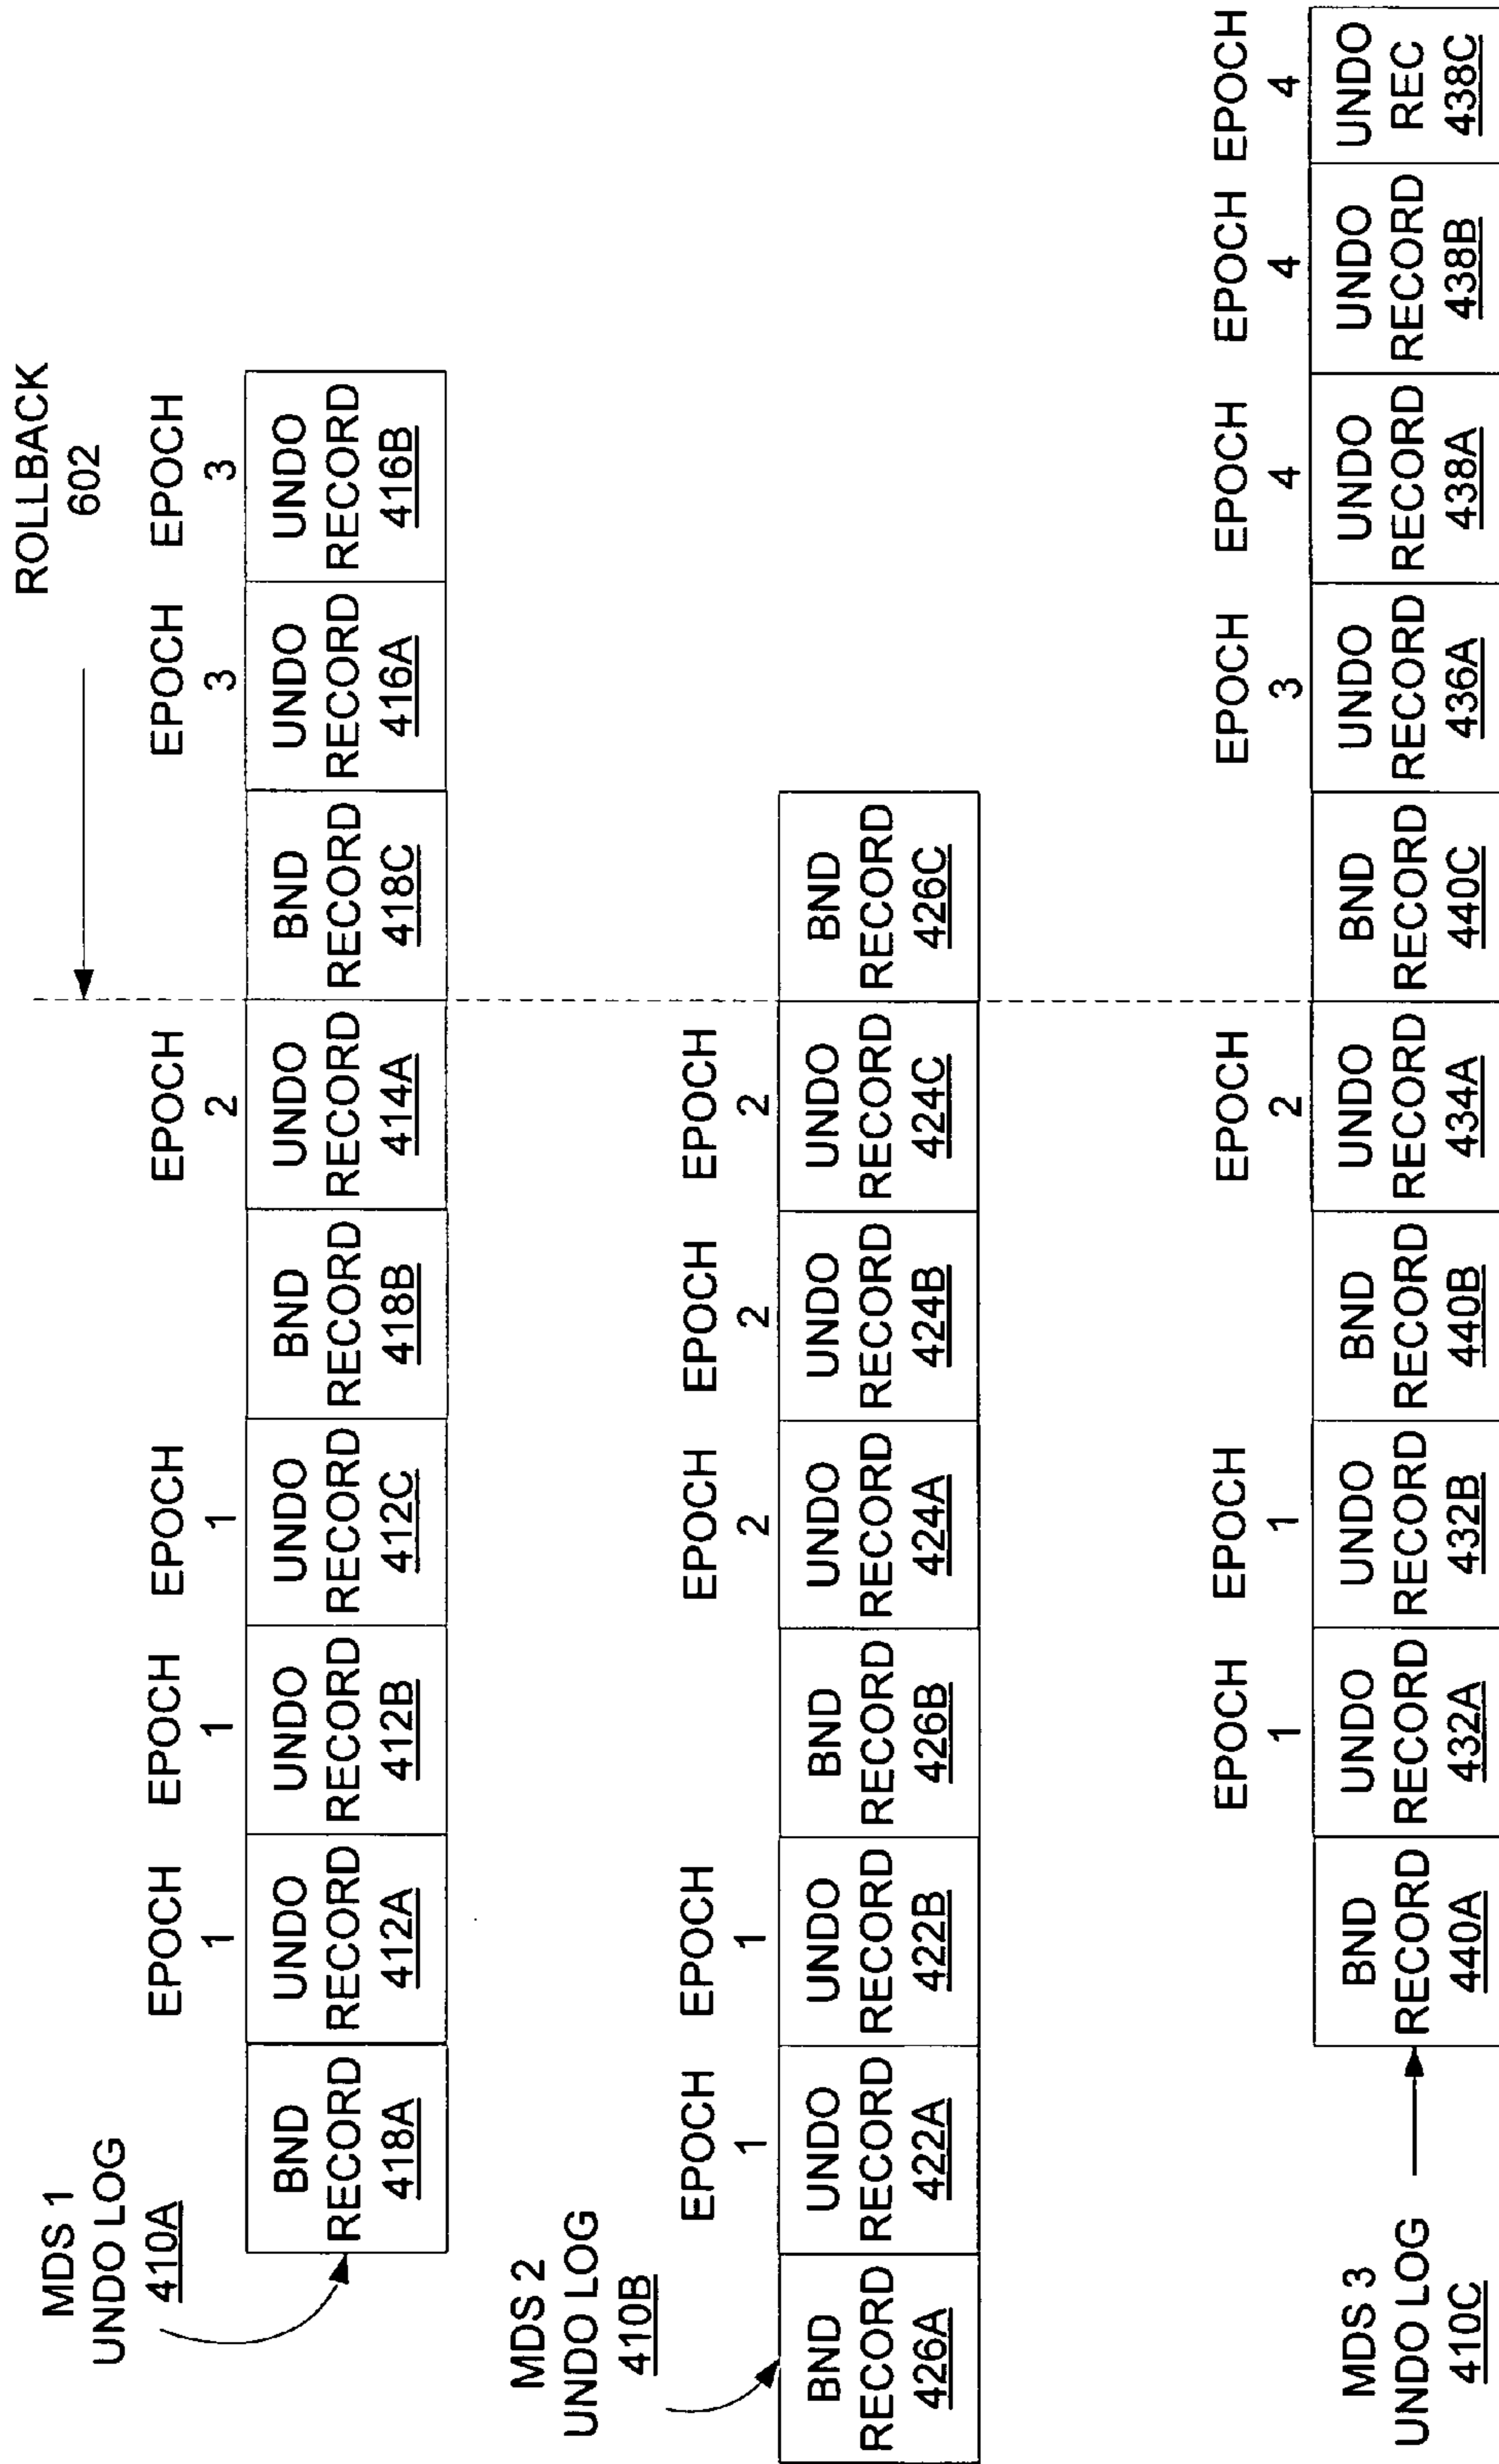 ROLLBACK
602
MDS 1
UNDO LOG
410A
EPOCH EPOCH EPOCH EPOCH EPOCH EPOCH
1 1 1 2 3 3
BND UNDO UNDO UNDO BND UNDO BND UNDO UNDO
RECORD RECORD RECORD RECORD RECORD RECORD RECORD RECORD RECORD
418A 412A 412B 412C 418B 414A 418C 416A 416B
MDS 2
UNDO LOG
410B
EPOCH EPOCH EPOCH EPOCH EPOCH
1 1 2 2 2
BND UNDO UNDO BND UNDO UNDO UNDO BND
RECORD RECORD RECORD RECORD RECORD RECORD RECORD RECORD
426A 422A 422B 426B 424A 424B 424C 426C
MDS 3
UNDO LOG
410C
EPOCH EPOCH EPOCH EPOCH EPOCH EPOCH EPOCH
1 1 2 3 4 4 4
BND UNDO UNDO BND UNDO BND UNDO UNDO UNDO UNDO
RECORD RECORD RECORD RECORD RECORD RECORD RECORD RECORD RECORD REC
440A 432A 432B 440B 434A 440C 436A 438A 438B 438C